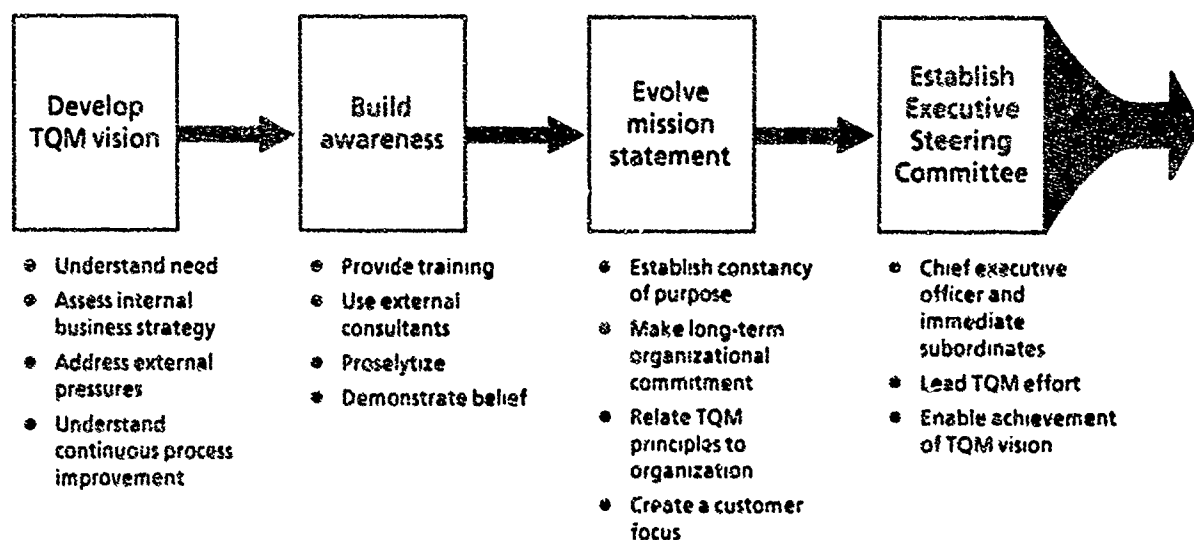 Develop
TQM vision
Build
awareness
Evolve
mission
statement
Establish
Executive
Steering
Committee
• Understand need
• Assess internal
business strategy
• Address external
pressures
• Understand
continuous process
improvement
• Provide training
• Use external
consultants
• Proselytize
• Demonstrate belief
• Establish constancy
of purpose
• Make long-term
organizational
commitment
• Relate TQM
principles to
organization
• Create a customer
focus
• Chief executive
officer and
immediate
subordinates
• Lead TQM effort
• Enable achievement
of TQM vision